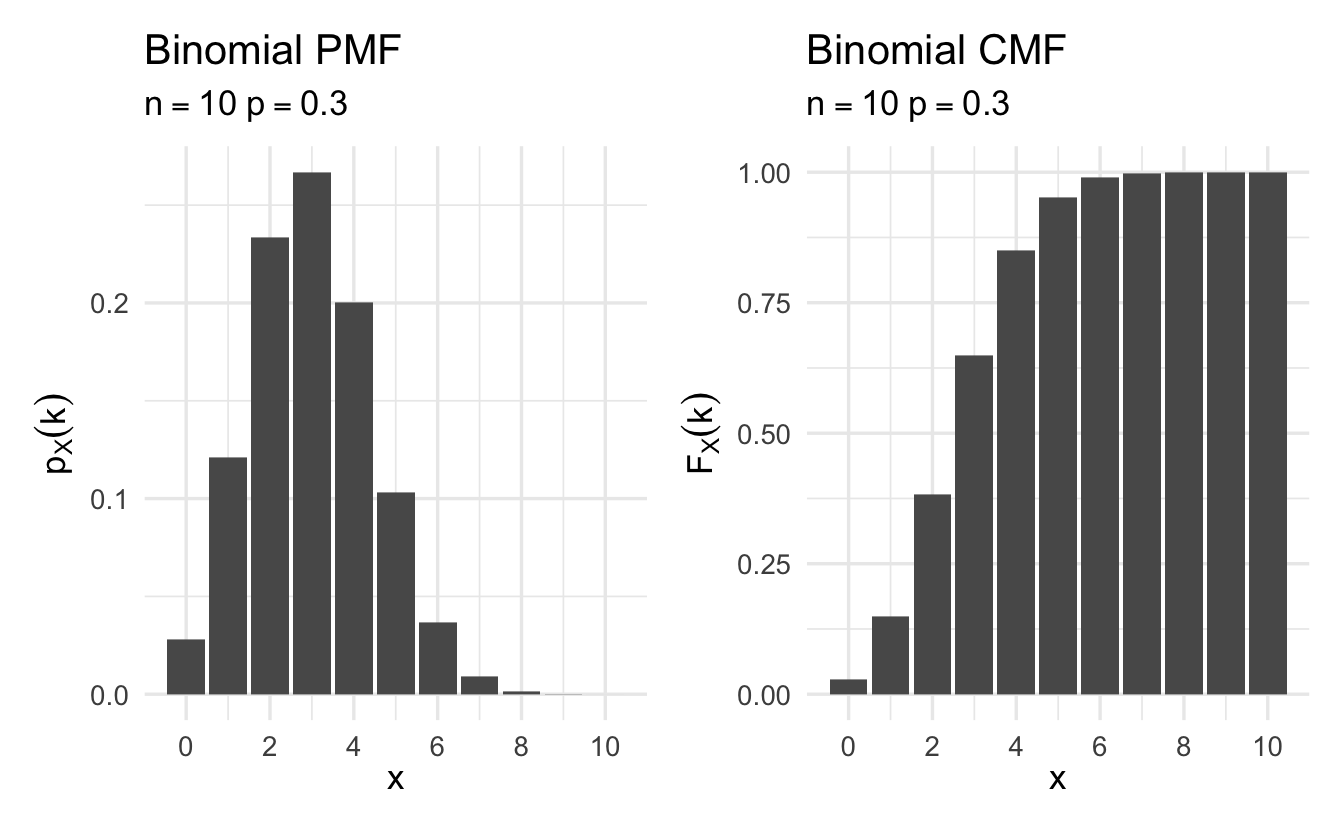 Binomial PMF
n = 10 p = 0.3
pX(k)
0.2
0.1
0.0
0 2 4 6 8 10
x
Binomial CMF
n = 10 p = 0.3
FX(k)
1.00
0.75
0.50
0.25
0.00
0 2 4 6 8 10
x